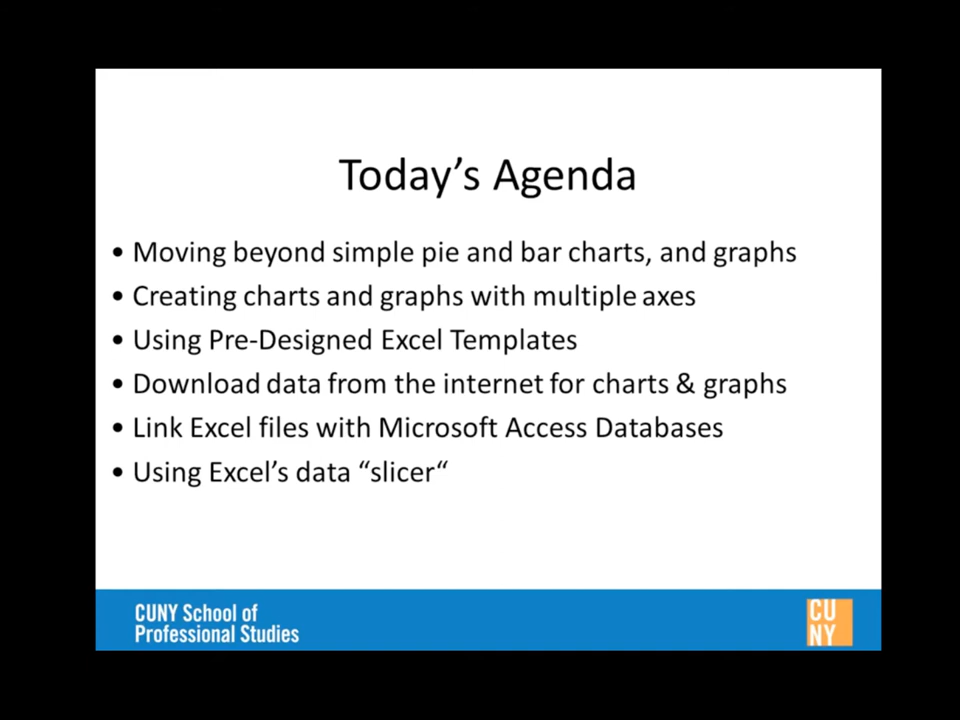 Today’s Agenda
• Moving beyond simple pie and bar charts, and graphs
• Creating charts and graphs with multiple axes
• Using Pre-Designed Excel Templates
• Download data from the internet for charts & graphs
• Link Excel files with Microsoft Access Databases
• Using Excel’s data “slicer“
CUNY School of
Professional Studies
CU
NY